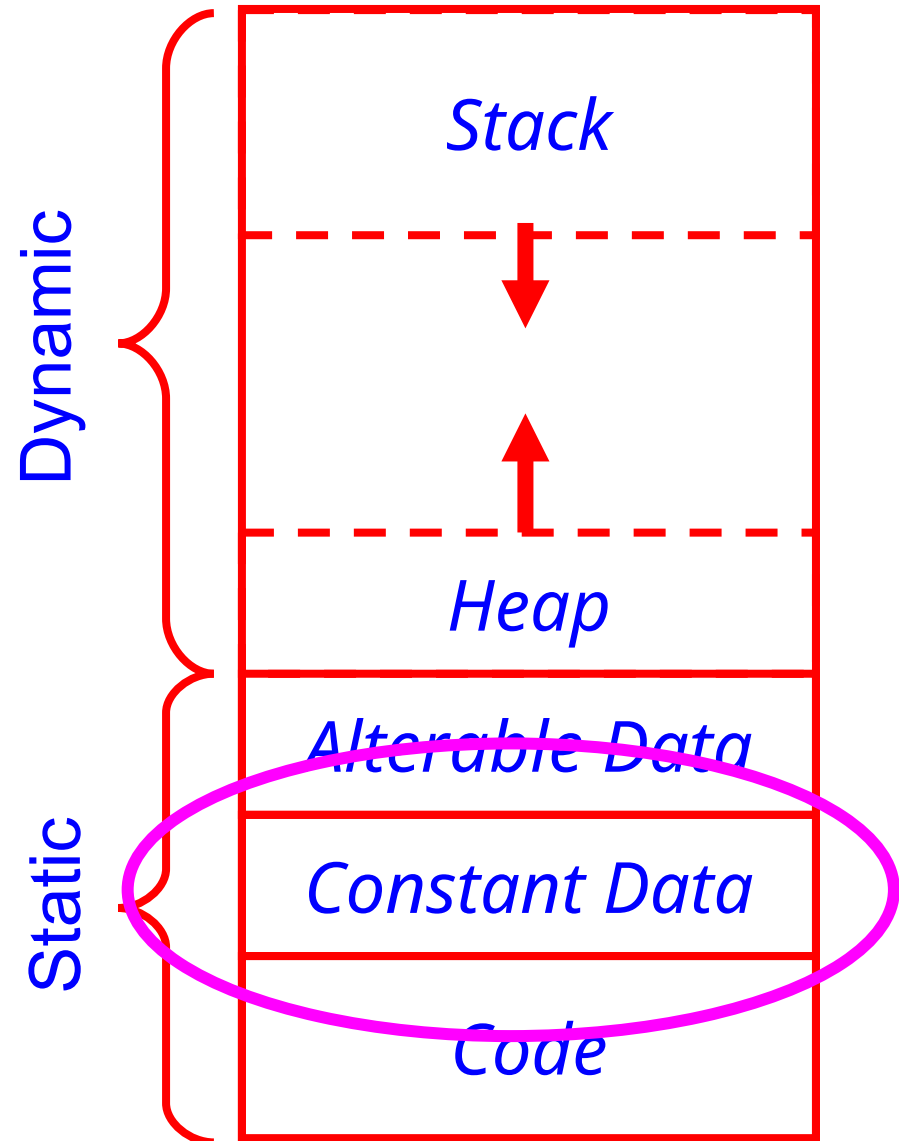 Dynamic
Stack
Heap
Static
Alterable Data
Constant Data
Code